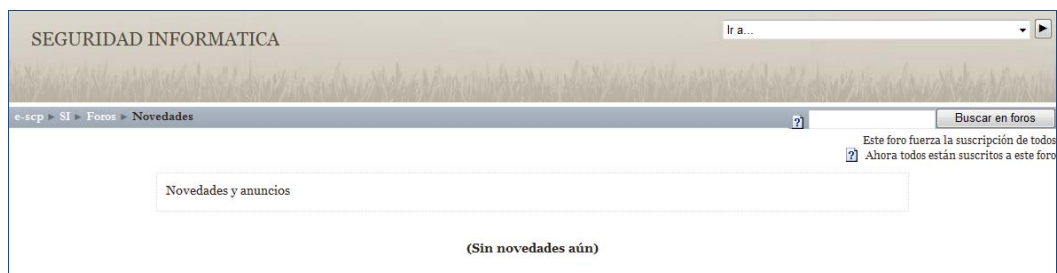 SEGURIDAD INFORMATICA
Ir a...
e-scp ► SI ► Foros ► Novedades
Buscar en foros
Este foro fuerza la suscripción de todos
Ahora todos están suscritos a este foro
Novedades y anuncios
(Sin novedades aún)